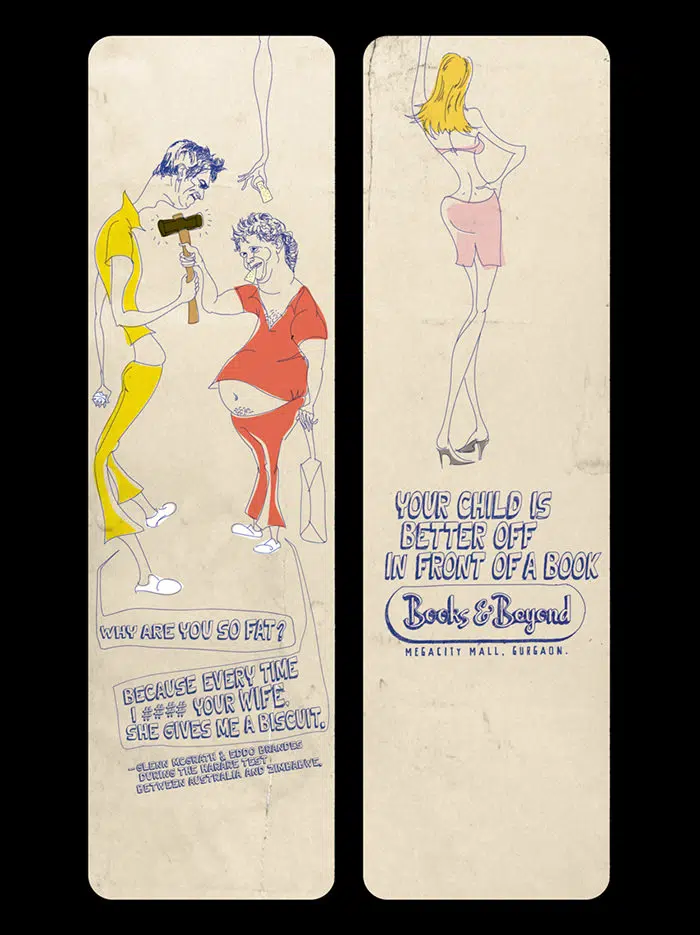 WHY ARE YOU SO FAT?
BECAUSE EVERY TIME
I #### YOUR WIFE,
SHE GIVES ME A BISCUIT.
-GLENN MCGRATH & EDDO BRANDES
DURING THE HARARE TEST
BETWEEN AUSTRALIA AND ZIMBABWE.
YOUR CHILD IS
BETTER OFF
IN FRONT OF A BOOK
Books & Beyond
MEGACITY MALL, GURGAON.